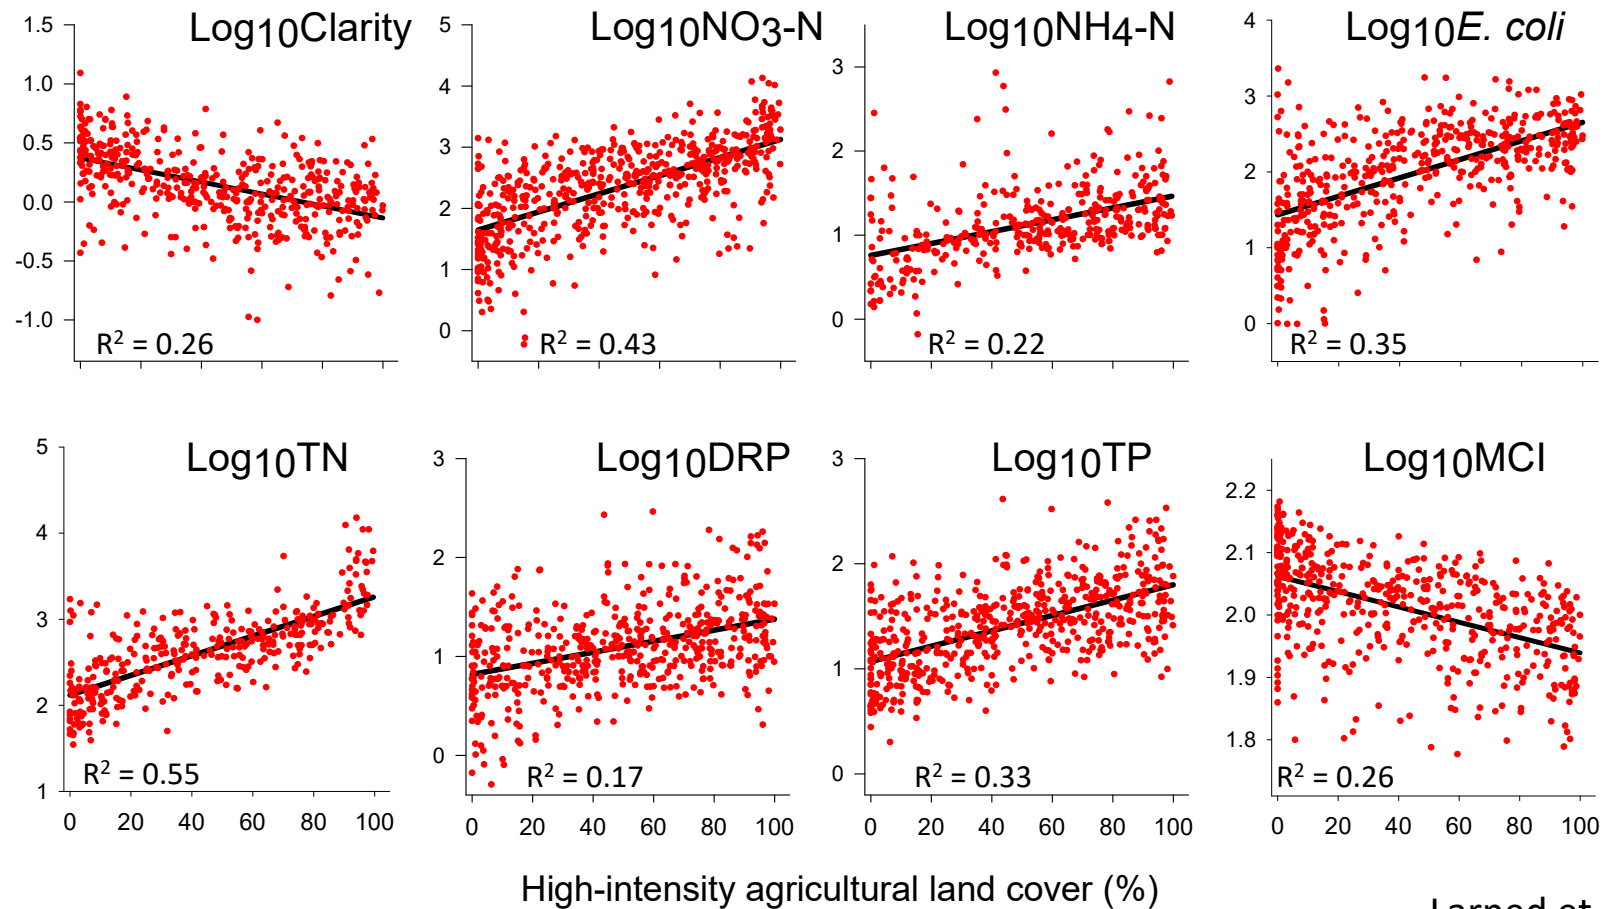 Log10Clarity
1.5
1.0
0.5
0.0
-0.5
-1.0
R² = 0.26
Log10NO3-N
5
4
3
2
1
0
R² = 0.43
Log10NH4-N
3
2
1
0
R² = 0.22
Log10E. coli
4
3
2
1
0
R² = 0.35
Log10TN
5
4
3
2
1
R² = 0.55
0 20 40 60 80 100
Log10DRP
3
2
1
0
R² = 0.17
0 20 40 60 80 100
Log10TP
3
2
1
0
R² = 0.33
0 20 40 60 80 100
Log10MCI
2.2
2.1
2.0
1.9
1.8
R² = 0.26
0 20 40 60 80 100
High-intensity agricultural land cover (%)